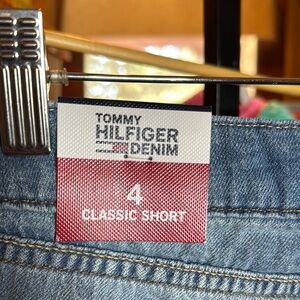 TOMMY
HILFIGER
DENIM
4
CLASSIC SHORT